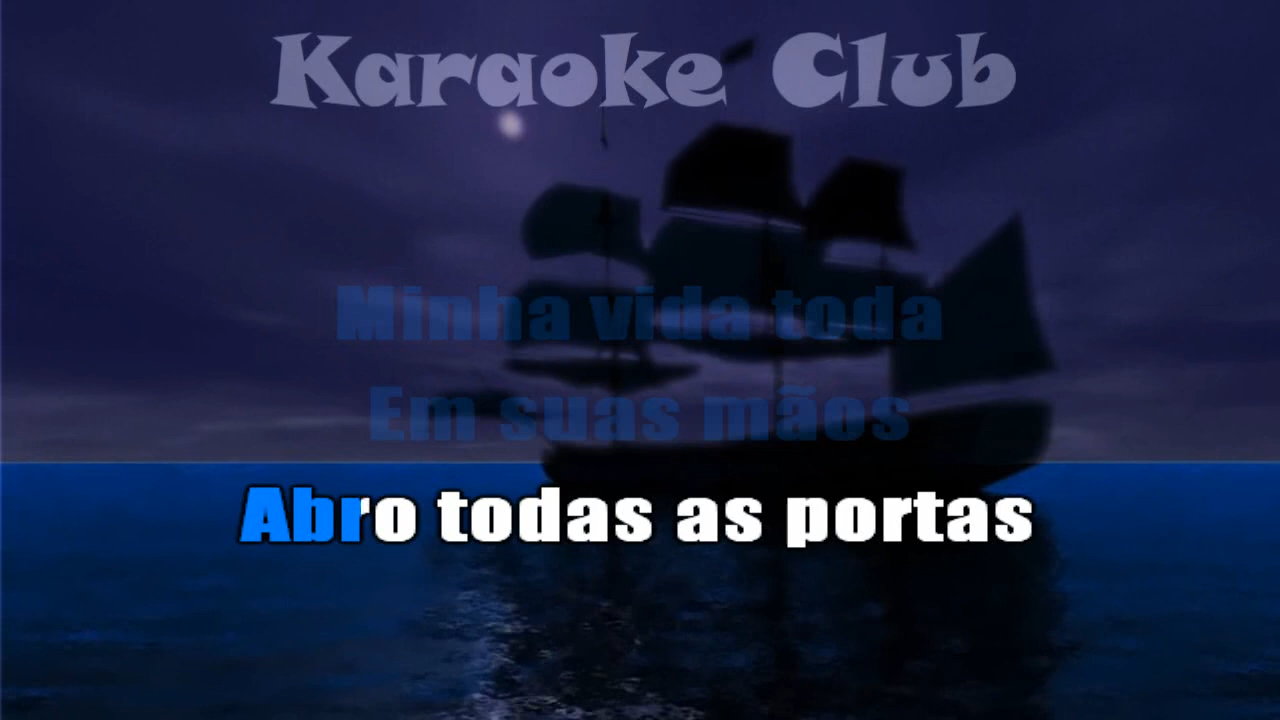 Karaoke Club
Minha vida toda
Em suas mãos
Abro todas as portas